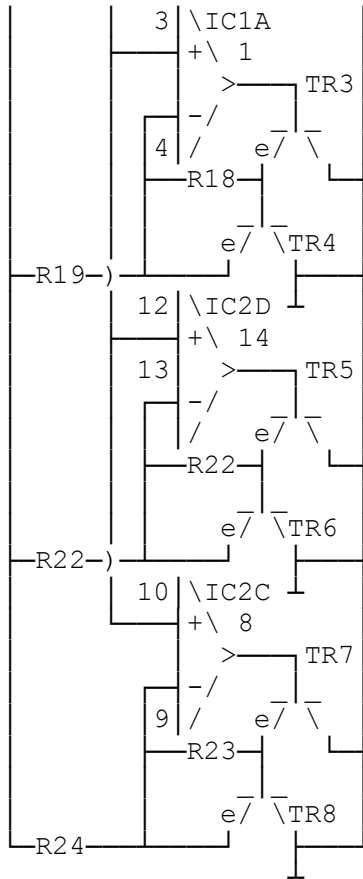 3 \IC1A
+\ 1
> TR3
-/
4 / e/ \
R18
e/ \TR4
R19 )
12 \IC2D
+\ 14
13 > TR5
-/
/ e/ \
R22
e/ \TR6
R22 )
10 \IC2C
+\ 8
> TR7
-/
9 / e/ \
R23
e/ \TR8
R24